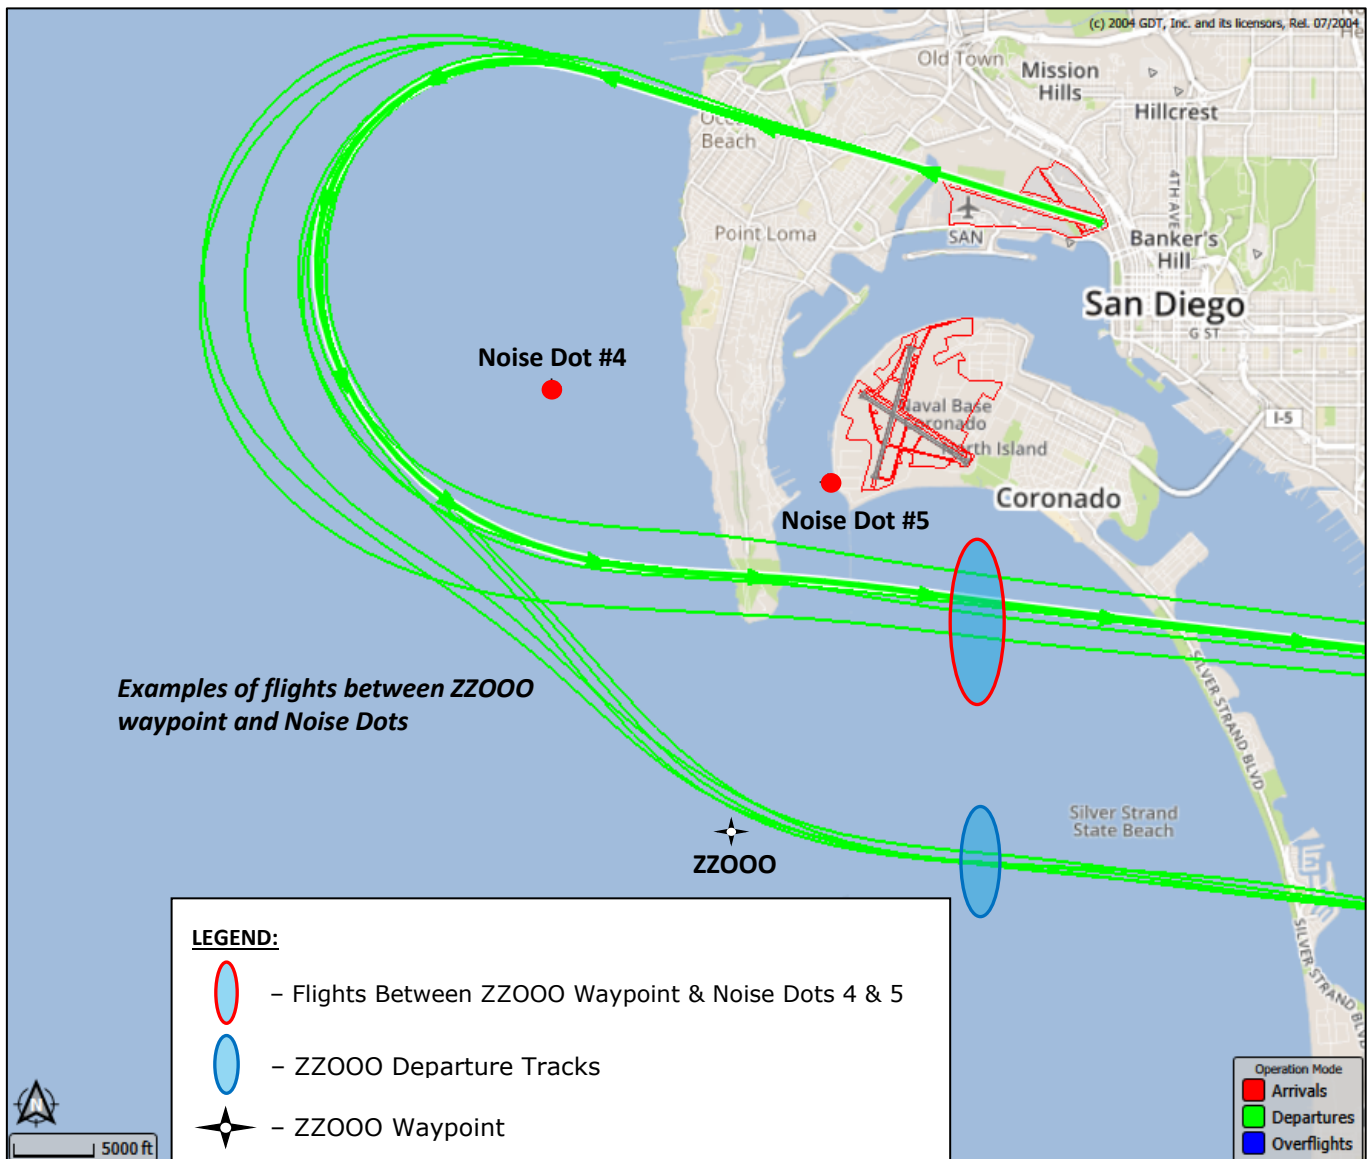 (c) 2004 GDT, Inc. and its licensors, Rel. 07/2004
Old Town
Mission
Hills
Hillcrest
Beach
4TH AVE
Point Loma
SAN
Banker's
Hill
San Diego
G ST
Noise Dot #4
Naval Base
Coronado
North Island
I-5
Coronado
Noise Dot #5
Examples of flights between ZZOOO
waypoint and Noise Dots
SILVER STRAND BLVD
Silver Strand
State Beach
ZZOOO
SILVER STRAND BLVD
LEGEND:
– Flights Between ZZOOO Waypoint & Noise Dots 4 & 5
– ZZOOO Departure Tracks
– ZZOOO Waypoint
N
5000 ft
Operation Mode
Arrivals
Departures
Overflights